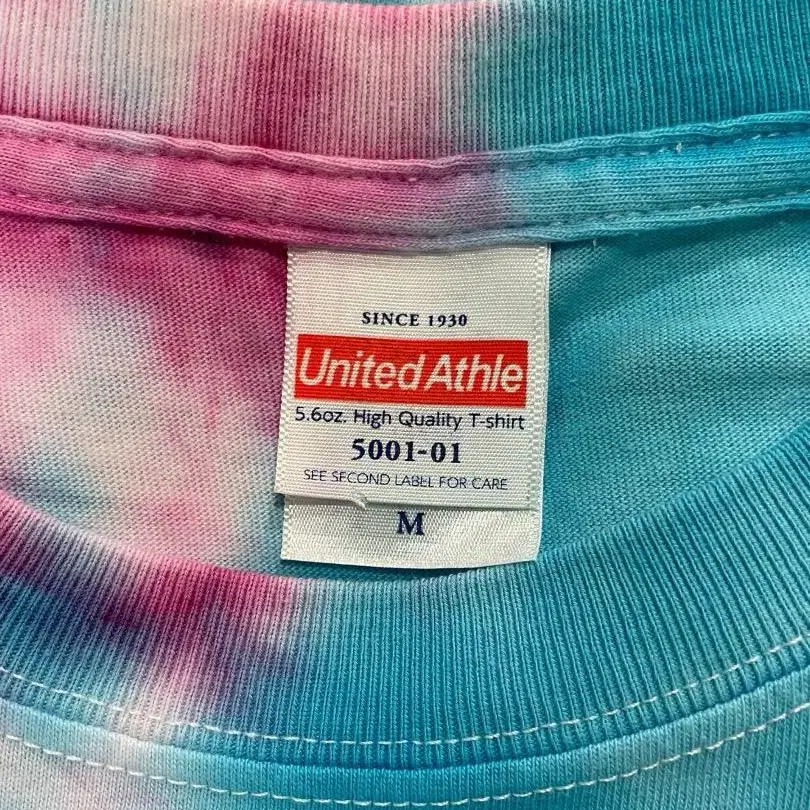 SINCE 1930
United Athle
5.6oz. High Quality T-shirt
5001-01
SEE SECOND LABEL FOR CARE
M